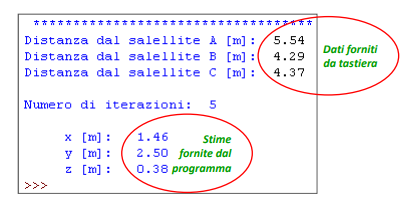 ************************************
Distanza dal salellite A [m]: 5.54
Distanza dal salellite B [m]: 4.29
Distanza dal salellite C [m]: 4.37
Dati forniti
da tastiera
Numero di iterazioni: 5
x [m]: 1.46
y [m]: 2.50
z [m]: 0.38
Stime
fornite dal
programma
>>>